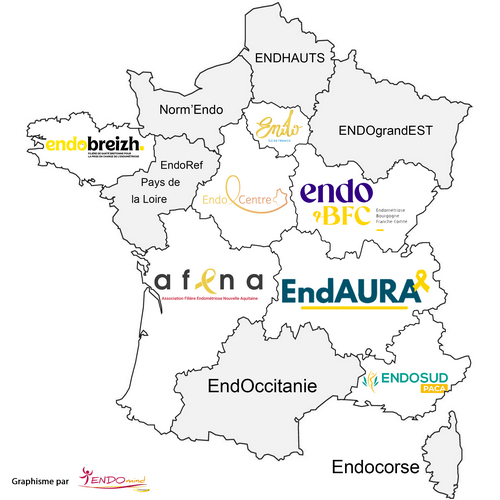 ENDHAUTS
Norm'Endo
Endo
ENDOgrandEST
endobreizh.
EndoRef
Pays de
la Loire
Endo Centre
endo
BFC
Endométriose
Bourgogne
Franche Comté
afena
Association Filière Endométriose Nouvelle Aquitaine
EndAURA
EndOccitanie
ENDOSUD
PACA
Endocorse
Graphisme par ENDOmind